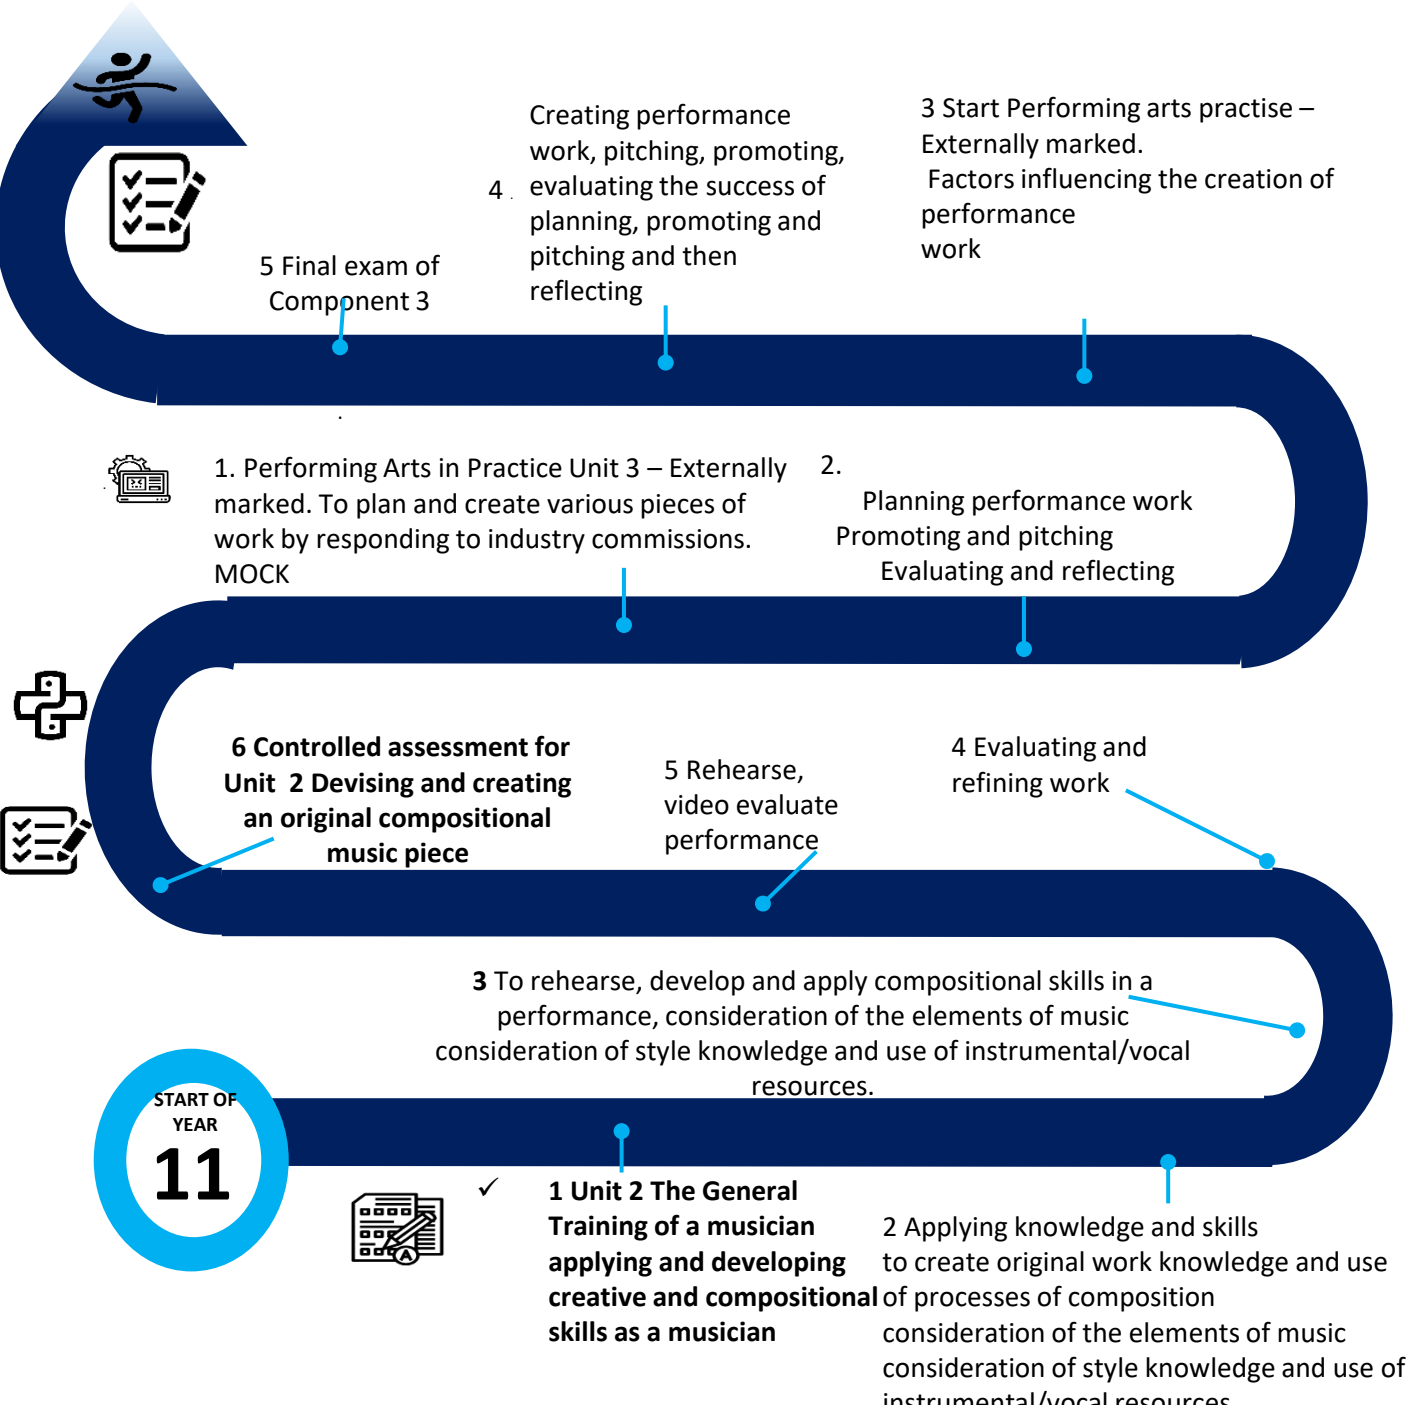 Creating performance
work, pitching, promoting,
4 . evaluating the success of
planning, promoting and
pitching and then
reflecting
3 Start Performing arts practise –
Externally marked.
Factors influencing the creation of
performance
work
5 Final exam of
Component 3
1. Performing Arts in Practice Unit 3 – Externally
marked. To plan and create various pieces of
work by responding to industry commissions.
MOCK
2.
Planning performance work
Promoting and pitching
Evaluating and reflecting
6 Controlled assessment for
Unit 2 Devising and creating
an original compositional
music piece
5 Rehearse,
video evaluate
performance
4 Evaluating and
refining work
3 To rehearse, develop and apply compositional skills in a
performance, consideration of the elements of music
consideration of style knowledge and use of instrumental/vocal
resources.
START OF
YEAR
11
A
✓ 1 Unit 2 The General
Training of a musician
applying and developing
creative and compositional
skills as a musician
2 Applying knowledge and skills
to create original work knowledge and use
of processes of composition
consideration of the elements of music
consideration of style knowledge and use of
instrumental/vocal resources